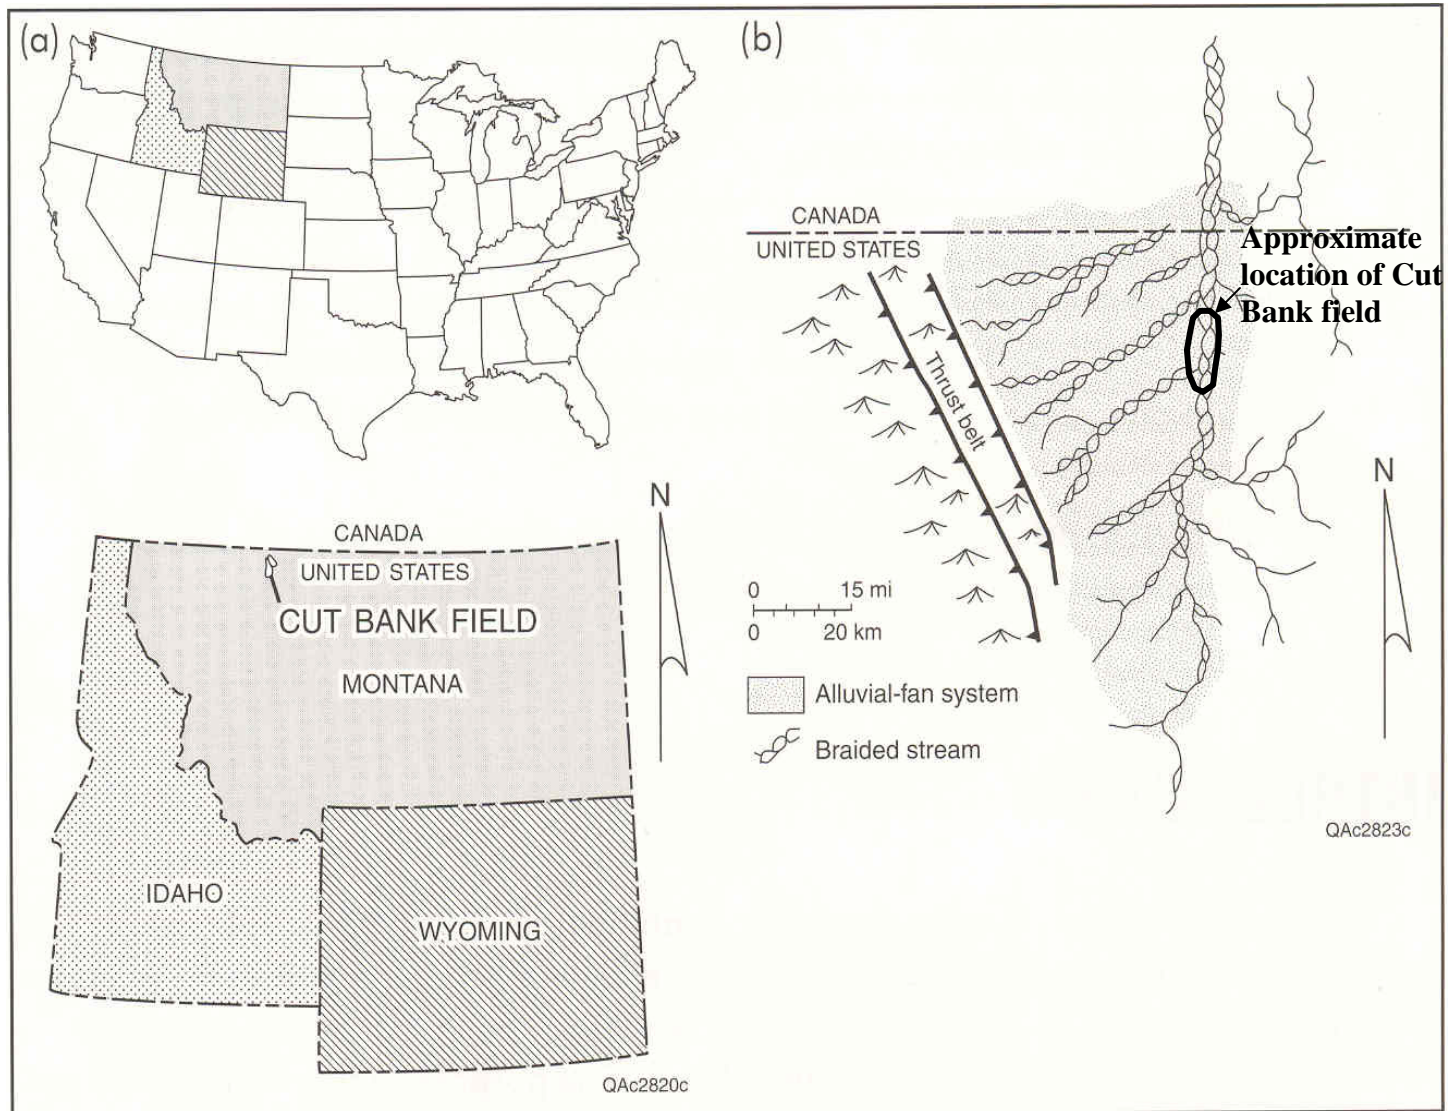 (a)
N
CANADA
UNITED STATES
CUT BANK FIELD
MONTANA
IDAHO
WYOMING
QAc2820c
(b)
CANADA
UNITED STATES
Approximate
location of Cut
Bank field
Thrust belt
N
0 15 mi
0 20 km
Alluvial-fan system
Braided stream
QAc2823c